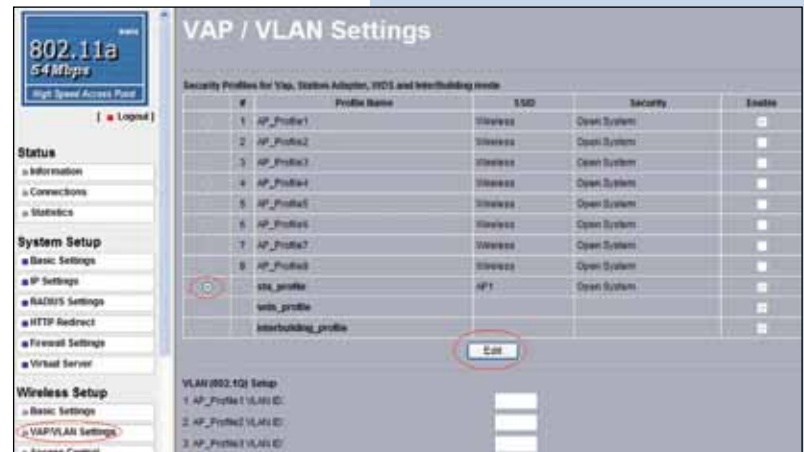 802.11a
54Mbps
High Speed Access Point
[ Logout ]
Status
Information
Connections
Statistics
System Setup
Basic Settings
IP Settings
RADIUS Settings
HTTP Redirect
Firewall Settings
Virtual Server
Wireless Setup
Basic Settings
VAP/VLAN Settings
Access Control
VAP / VLAN Settings
Security Profiles for Vap, Station Adapter, WDS and Interbuilding mode
# Profile Name SSID Security Enable
1 AP_Profile1 Wireless Open System
2 AP_Profile2 Wireless Open System
3 AP_Profile3 Wireless Open System
4 AP_Profile4 Wireless Open System
5 AP_Profile5 Wireless Open System
6 AP_Profile6 Wireless Open System
7 AP_Profile7 Wireless Open System
8 AP_Profile8 Wireless Open System
sta_profile AP1 Open System
wds_profile
interbuilding_profile
Edit
VLAN (802.1Q) Setup
1 AP_Profile1 VLAN ID:
2 AP_Profile2 VLAN ID:
3 AP_Profile3 VLAN ID: